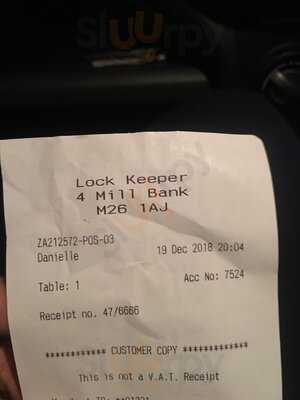 sluurpy
Lock Keeper
4 Mill Bank
M26 1AJ
ZA212572-POS-03
Danielle 19 Dec 2018 20:04
Acc No: 7524
Table: 1
Receipt no. 47/6666
************ CUSTOMER COPY *************
This is not a V.A.T. Receipt